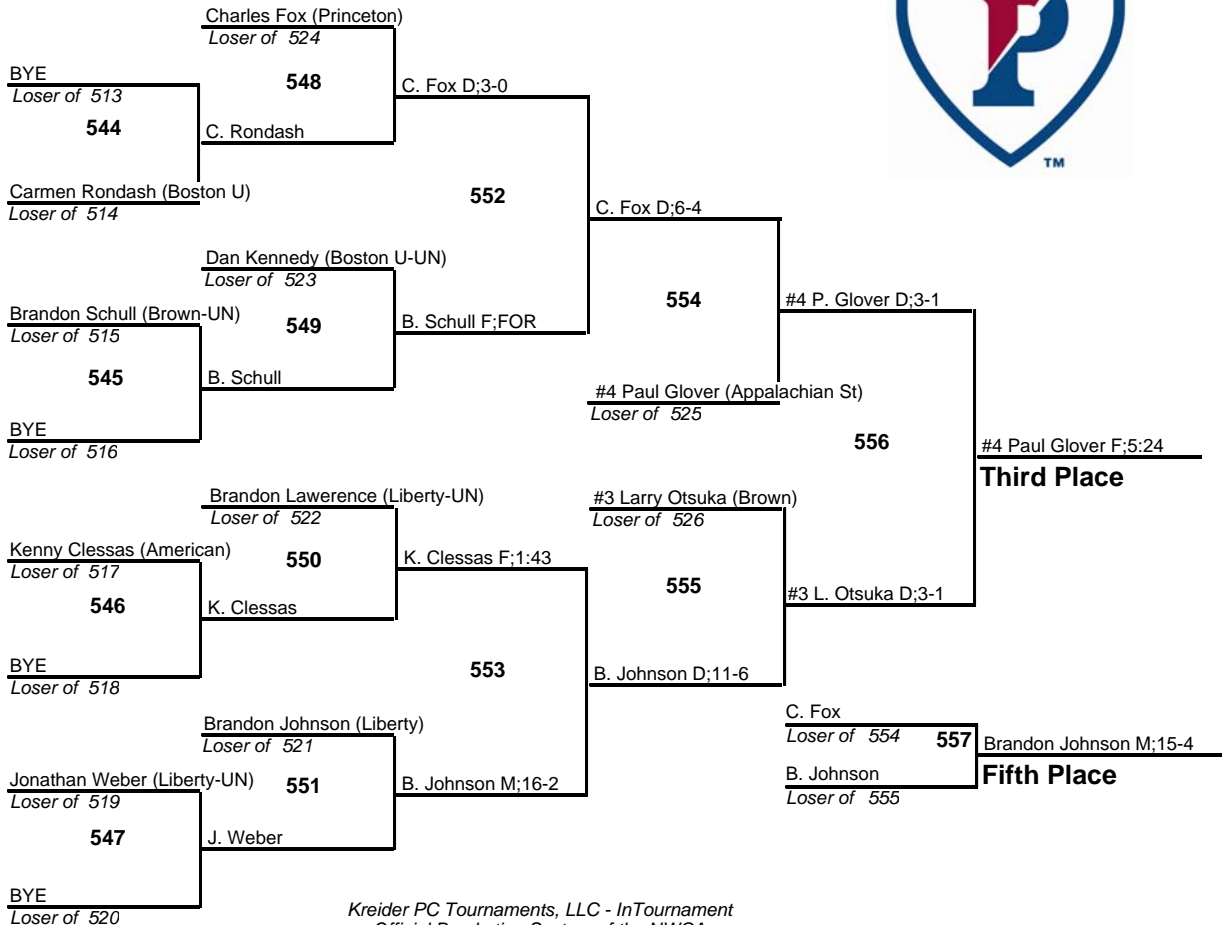 Charles Fox (Princeton)
Loser of 524
BYE
Loser of 513
548
C. Fox D;3-0
544
C. Rondash
Carmen Rondash (Boston U)
Loser of 514
552
C. Fox D;6-4
Dan Kennedy (Boston U-UN)
Loser of 523
Brandon Schull (Brown-UN)
Loser of 515
549
B. Schull F;FOR
554
#4 P. Glover D;3-1
545
B. Schull
#4 Paul Glover (Appalachian St)
Loser of 525
BYE
Loser of 516
556
#4 Paul Glover F;5:24
Third Place
Brandon Lawerence (Liberty-UN)
Loser of 522
#3 Larry Otsuka (Brown)
Loser of 526
Kenny Clessas (American)
Loser of 517
550
K. Clessas F;1:43
555
#3 L. Otsuka D;3-1
546
K. Clessas
BYE
Loser of 518
553
B. Johnson D;11-6
Brandon Johnson (Liberty)
Loser of 521
C. Fox
Loser of 554
557
Brandon Johnson M;15-4
Fifth Place
B. Johnson
Loser of 555
Jonathan Weber (Liberty-UN)
Loser of 519
551
B. Johnson M;16-2
547
J. Weber
BYE
Loser of 520
Kreider PC Tournaments, LLC - InTournament
P
TM